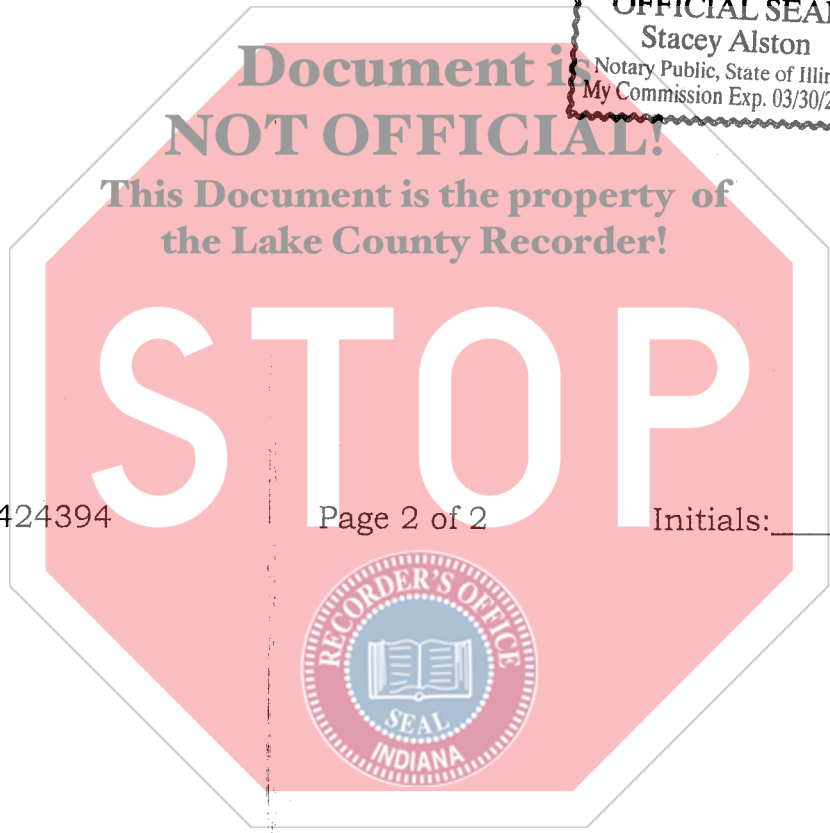 OFFICIAL SEAL
Stacey Alston
Notary Public, State of
My Commission Exp. 03/30/2
Document is
NOT OFFICIAL!
This Document is the property of
the Lake County Recorder!
STOP
424394 Page 2 of 2 Initials:
RECORDER'S OFFICE
SEAL
INDIANA